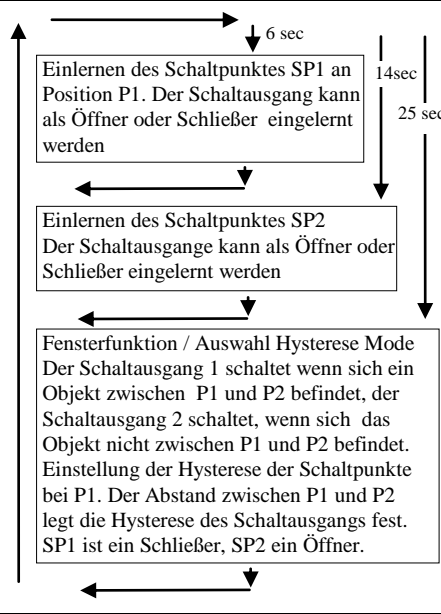 6 sec
14sec
25 sec
Einlernen des Schaltpunktes SP1 an
Position P1. Der Schaltausgang kann
als Öffner oder Schließer eingelernt
werden
Einlernen des Schaltpunktes SP2
Der Schaltausgange kann als Öffner oder
Schließer eingelernt werden
Fensterfunktion / Auswahl Hysterese Mode
Der Schaltausgang 1 schaltet wenn sich ein
Objekt zwischen P1 und P2 befindet, der
Schaltausgang 2 schaltet, wenn sich das
Objekt nicht zwischen P1 und P2 befindet.
Einstellung der Hysterese der Schaltpunkte
bei P1. Der Abstand zwischen P1 und P2
legt die Hysterese des Schaltausgangs fest.
SP1 ist ein Schließer, SP2 ein Öffner.